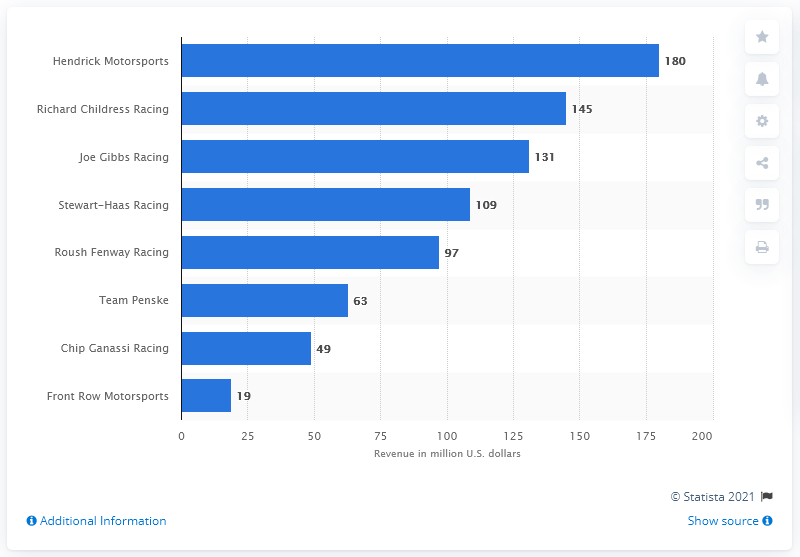 Hendrick Motorsports 180
Richard Childress Racing 145
Joe Gibbs Racing 131
Stewart-Haas Racing 109
Roush Fenway Racing 97
Team Penske 63
Chip Ganassi Racing 49
Front Row Motorsports 19
0 25 50 75 100 125 150 175 200
Revenue in million U.S. dollars
© Statista 2021
Additional Information Show source